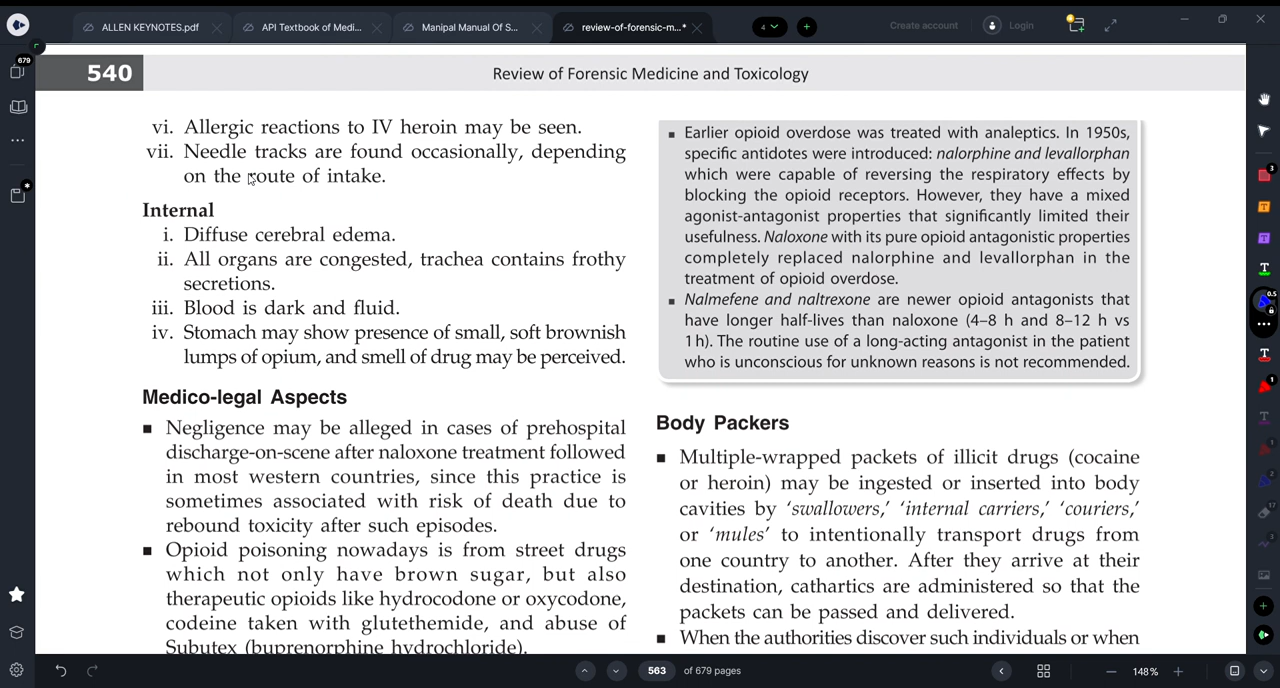 ALLEN KEYNOTES.pdf
API Textbook of Medi...
Manipal Manual Of S...
review-of-forensic-m...*
4
Create account
Login
679
540
Review of Forensic Medicine and Toxicology
vi. Allergic reactions to IV heroin may be seen.
vii. Needle tracks are found occasionally, depending
on the route of intake.
Internal
i. Diffuse cerebral edema.
ii. All organs are congested, trachea contains frothy
secretions.
iii. Blood is dark and fluid.
iv. Stomach may show presence of small, soft brownish
lumps of opium, and smell of drug may be perceived.
Medico-legal Aspects
▪ Negligence may be alleged in cases of prehospital
discharge-on-scene after naloxone treatment followed
in most western countries, since this practice is
sometimes associated with risk of death due to
rebound toxicity after such episodes.
▪ Opioid poisoning nowadays is from street drugs
which not only have brown sugar, but also
therapeutic opioids like hydrocodone or oxycodone,
codeine taken with glutethemide, and abuse of
Subutex (buprenorphine hydrochloride).
▪ Earlier opioid overdose was treated with analeptics. In 1950s,
specific antidotes were introduced: nalorphine and levallorphan
which were capable of reversing the respiratory effects by
blocking the opioid receptors. However, they have a mixed
agonist-antagonist properties that significantly limited their
usefulness. Naloxone with its pure opioid antagonistic properties
completely replaced nalorphine and levallorphan in the
treatment of opioid overdose.
▪ Nalmefene and naltrexone are newer opioid antagonists that
have longer half-lives than naloxone (4–8 h and 8–12 h vs
1 h). The routine use of a long-acting antagonist in the patient
who is unconscious for unknown reasons is not recommended.
Body Packers
▪ Multiple-wrapped packets of illicit drugs (cocaine
or heroin) may be ingested or inserted into body
cavities by ‘swallowers,’ ‘internal carriers,’ ‘couriers,’
or ‘mules’ to intentionally transport drugs from
one country to another. After they arrive at their
destination, cathartics are administered so that the
packets can be passed and delivered.
▪ When the authorities discover such individuals or when
563 of 679 pages
148%